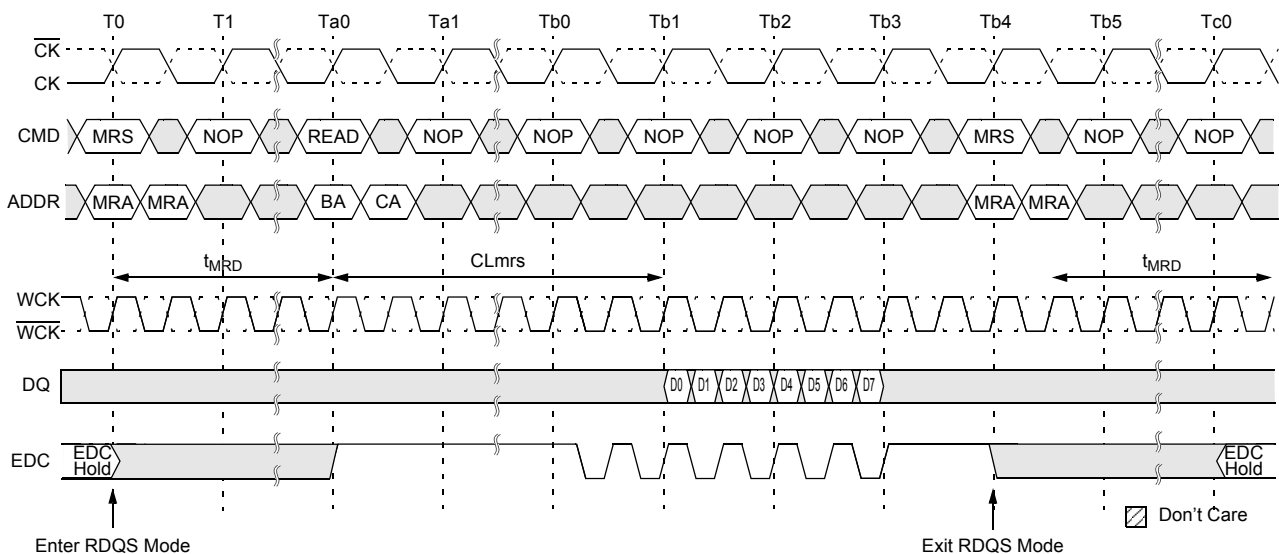 T0 T1 Ta0 Ta1 Tb0 Tb1 Tb2 Tb3 Tb4 Tb5 Tc0
CK
CK
CMD MRS NOP READ NOP NOP NOP NOP NOP MRS NOP NOP
ADDR MRA MRA BA CA MRA MRA
tMRD CLmrs tMRD
WCK
WCK
DQ D0 D1 D2 D3 D4 D5 D6 D7
EDC EDC Hold EDC Hold
Don't Care
Enter RDQS Mode Exit RDQS Mode